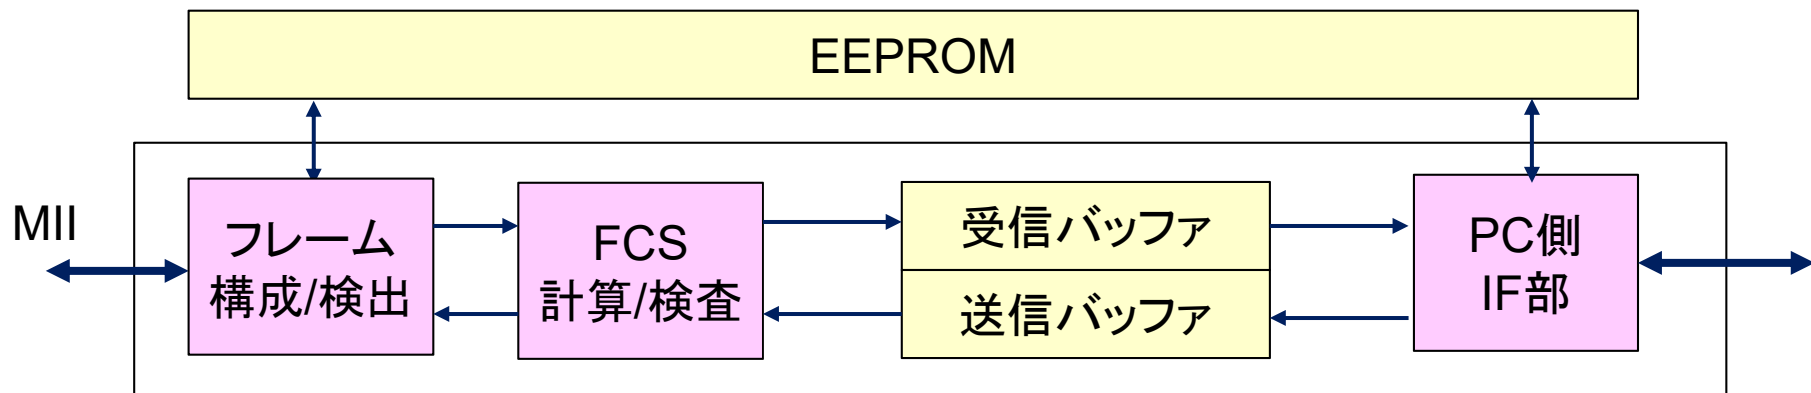 EEPROM
MII
フレーム
構成/検出
FCS
計算/検査
受信バッファ
送信バッファ
PC側
IF部